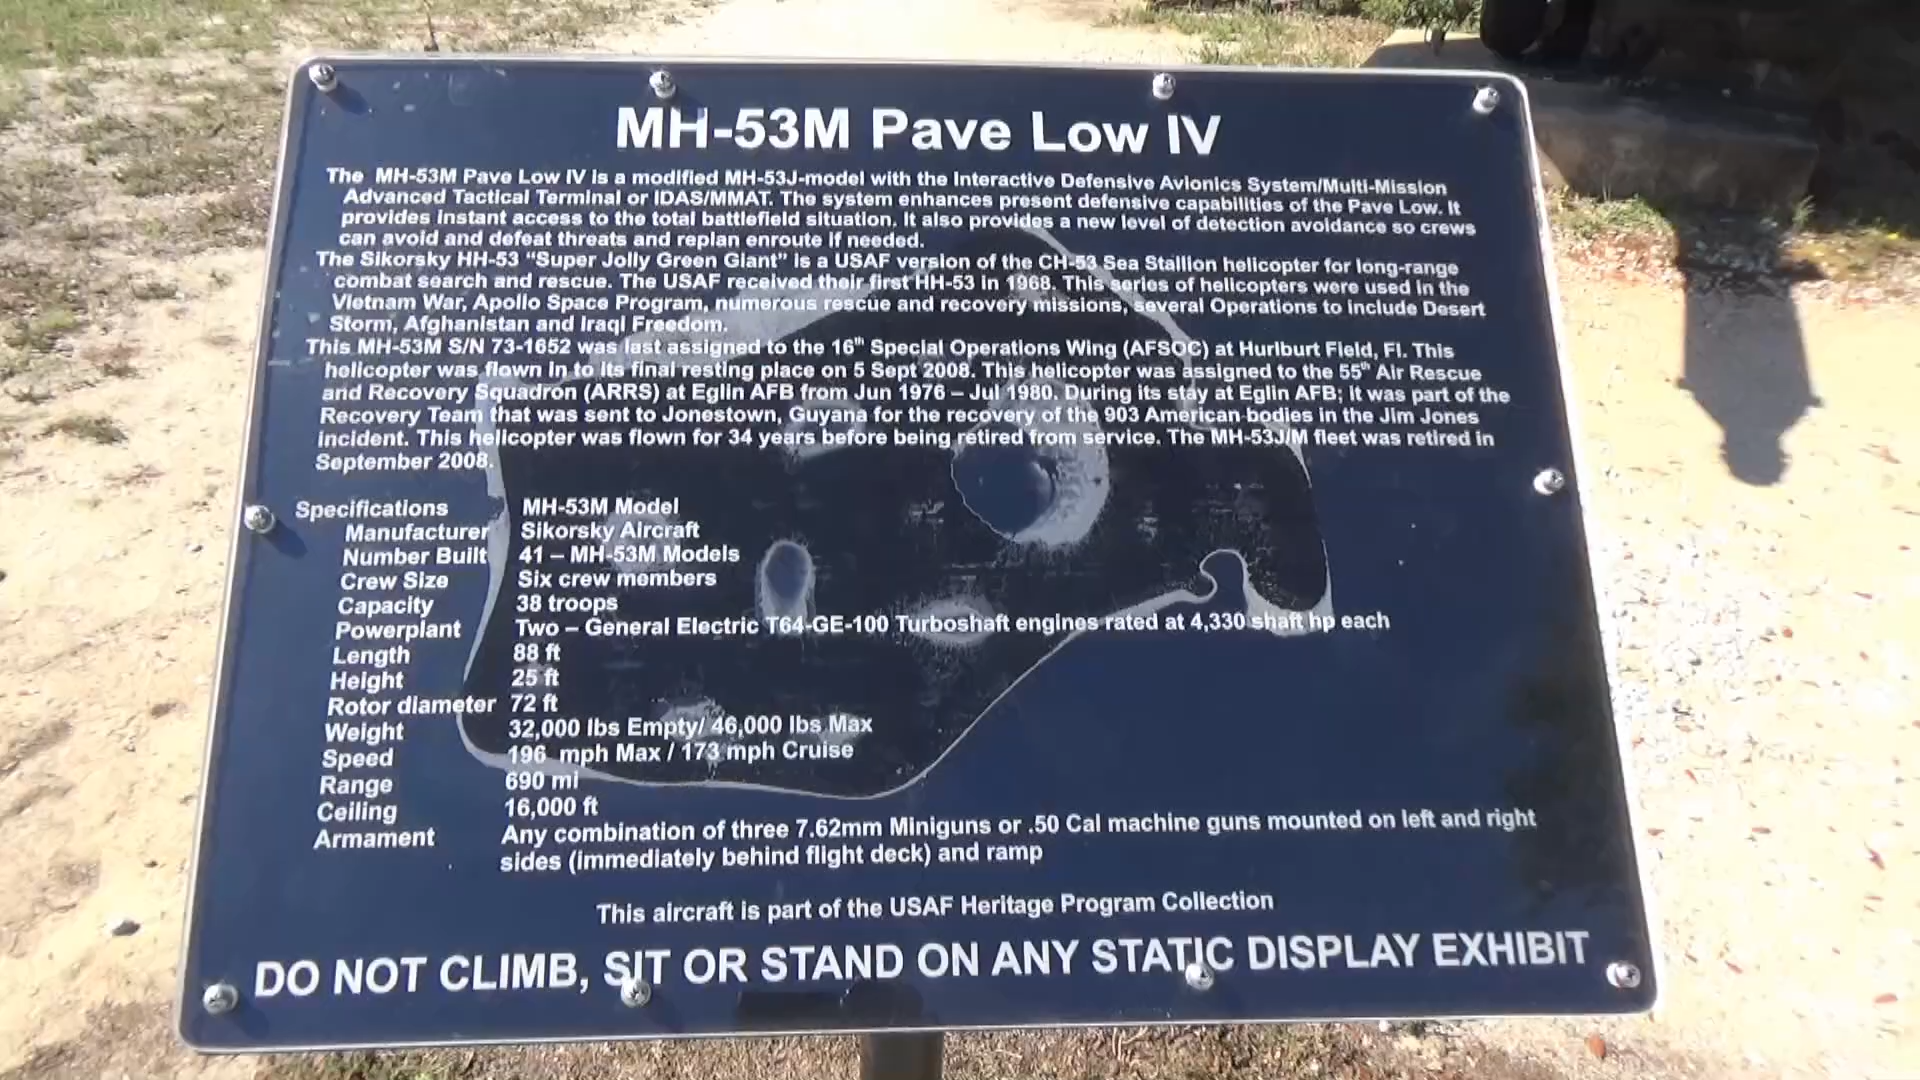 MH-53M Pave Low IV
The MH-53M Pave Low IV is a modified MH-53J-model with the Interactive Defensive Avionics System/Multi-Mission
Advanced Tactical Terminal or IDAS/MMAT. The system enhances present defensive capabilities of the Pave Low. It
provides instant access to the total battlefield situation. It also provides a new level of detection avoidance so crews
can avoid and defeat threats and replan enroute if needed.
The Sikorsky HH-53 “Super Jolly Green Giant” is a USAF version of the CH-53 Sea Stallion helicopter for long-range
combat search and rescue. The USAF received their first HH-53 in 1968. This series of helicopters were used in the
Vietnam War, Apollo Space Program, numerous rescue and recovery missions, several Operations to include Desert
Storm, Afghanistan and Iraqi Freedom.
This MH-53M S/N 73-1652 was last assigned to the 16th Special Operations Wing (AFSOC) at Hurlburt Field, Fl. This
helicopter was flown in to its final resting place on 5 Sept 2008. This helicopter was assigned to the 55th Air Rescue
and Recovery Squadron (ARRS) at Eglin AFB from Jun 1976 – Jul 1980. During its stay at Eglin AFB; it was part of the
Recovery Team that was sent to Jonestown, Guyana for the recovery of the 903 American bodies in the Jim Jones
incident. This helicopter was flown for 34 years before being retired from service. The MH-53J/M fleet was retired in
September 2008.
Specifications MH-53M Model
Manufacturer Sikorsky Aircraft
Number Built 41 – MH-53M Models
Crew Size Six crew members
Capacity 38 troops
Powerplant Two – General Electric T64-GE-100 Turboshaft engines rated at 4,330 shaft hp each
Length 88 ft
Height 25 ft
Rotor diameter 72 ft
Weight 32,000 lbs Empty/ 46,000 lbs Max
Speed 196 mph Max / 173 mph Cruise
Range 690 mi
Ceiling 16,000 ft
Armament Any combination of three 7.62mm Miniguns or .50 Cal machine guns mounted on left and right
sides (immediately behind flight deck) and ramp
This aircraft is part of the USAF Heritage Program Collection
DO NOT CLIMB, SIT OR STAND ON ANY STATIC DISPLAY EXHIBIT